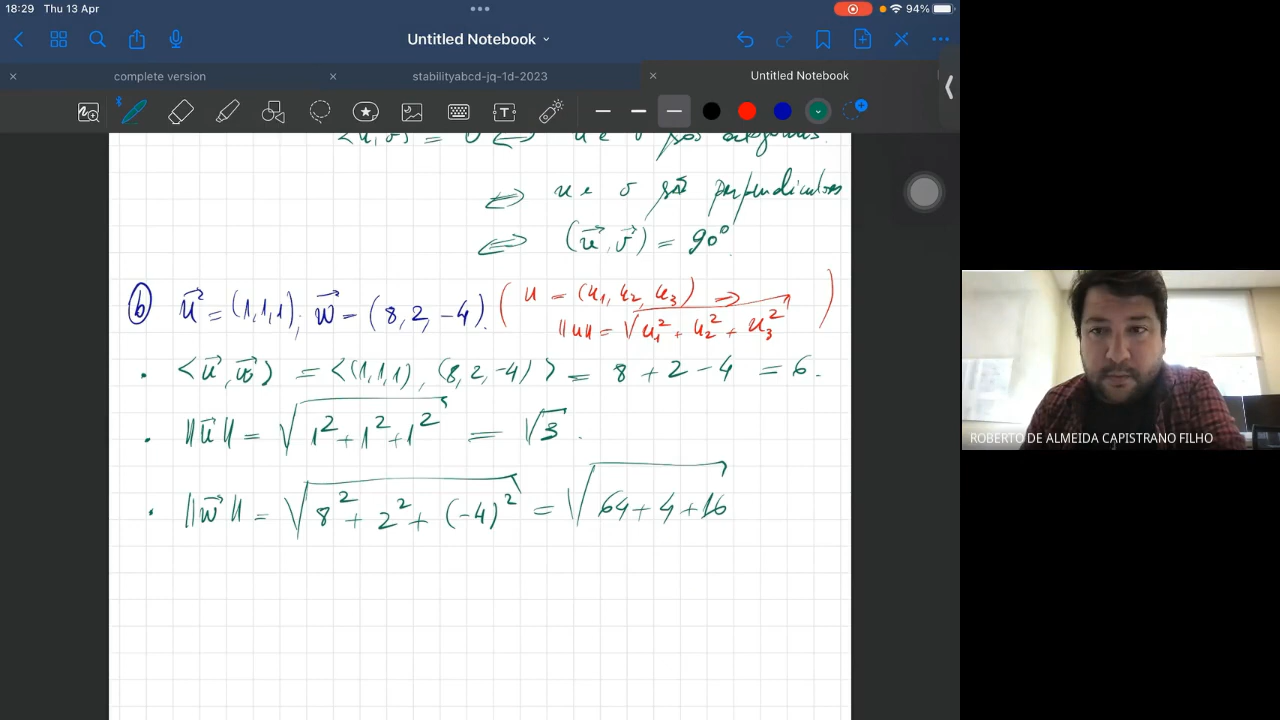 18:29 Thu 13 Apr
94%
Untitled Notebook
complete version
stabilityabcd-jq-1d-2023
Untitled Notebook
<u,v> = 0 ⟺ u e v são
⟺ u e v são perpendiculares
⟺ (u⃗, v⃗) = 90°
ⓑ u⃗ = (1,1,1); w⃗ = (8,2,-4). ( u = (u₁, u₂, u₃) ⇒
||u|| = √(u₁² + u₂² + u₃²) )
• <u⃗, w⃗> = <(1,1,1), (8,2,-4)> = 8 + 2 - 4 = 6.
• ||u⃗|| = √(1² + 1² + 1²) = √3.
• ||w⃗|| = √(8² + 2² + (-4)²) = √(64 + 4 + 16)
ROBERTO DE ALMEIDA CAPISTRANO FILHO